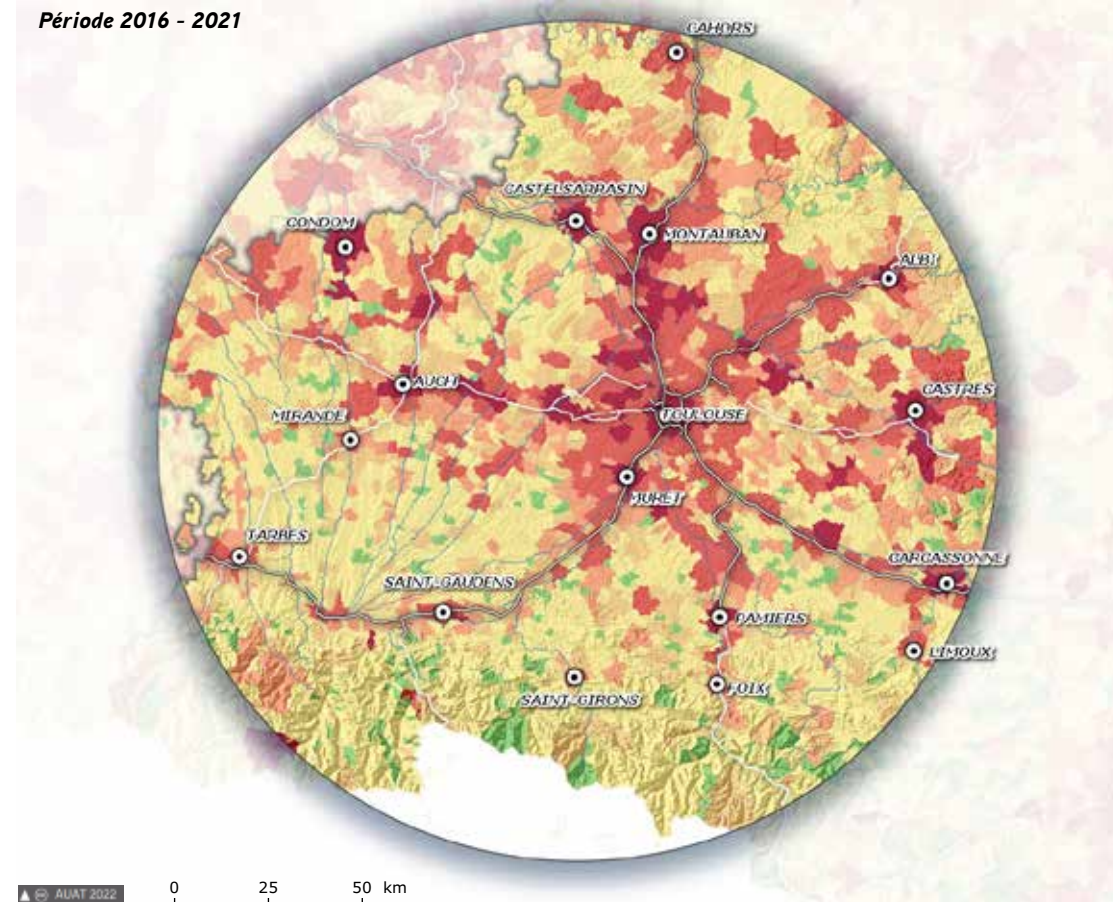 Période 2016 - 2021
CAHORS
CASTELSARRASIN
CONDOM
MONTAUBAN
ALBI
AUCH
CASTRES
MIRANDE
TOULOUSE
MURET
TARBES
CARCASSONNE
SAINT-GAUDENS
PAMIERS
LIMOUX
FOIX
SAINT-GIRONS
0 25 50 km
AUAT 2022